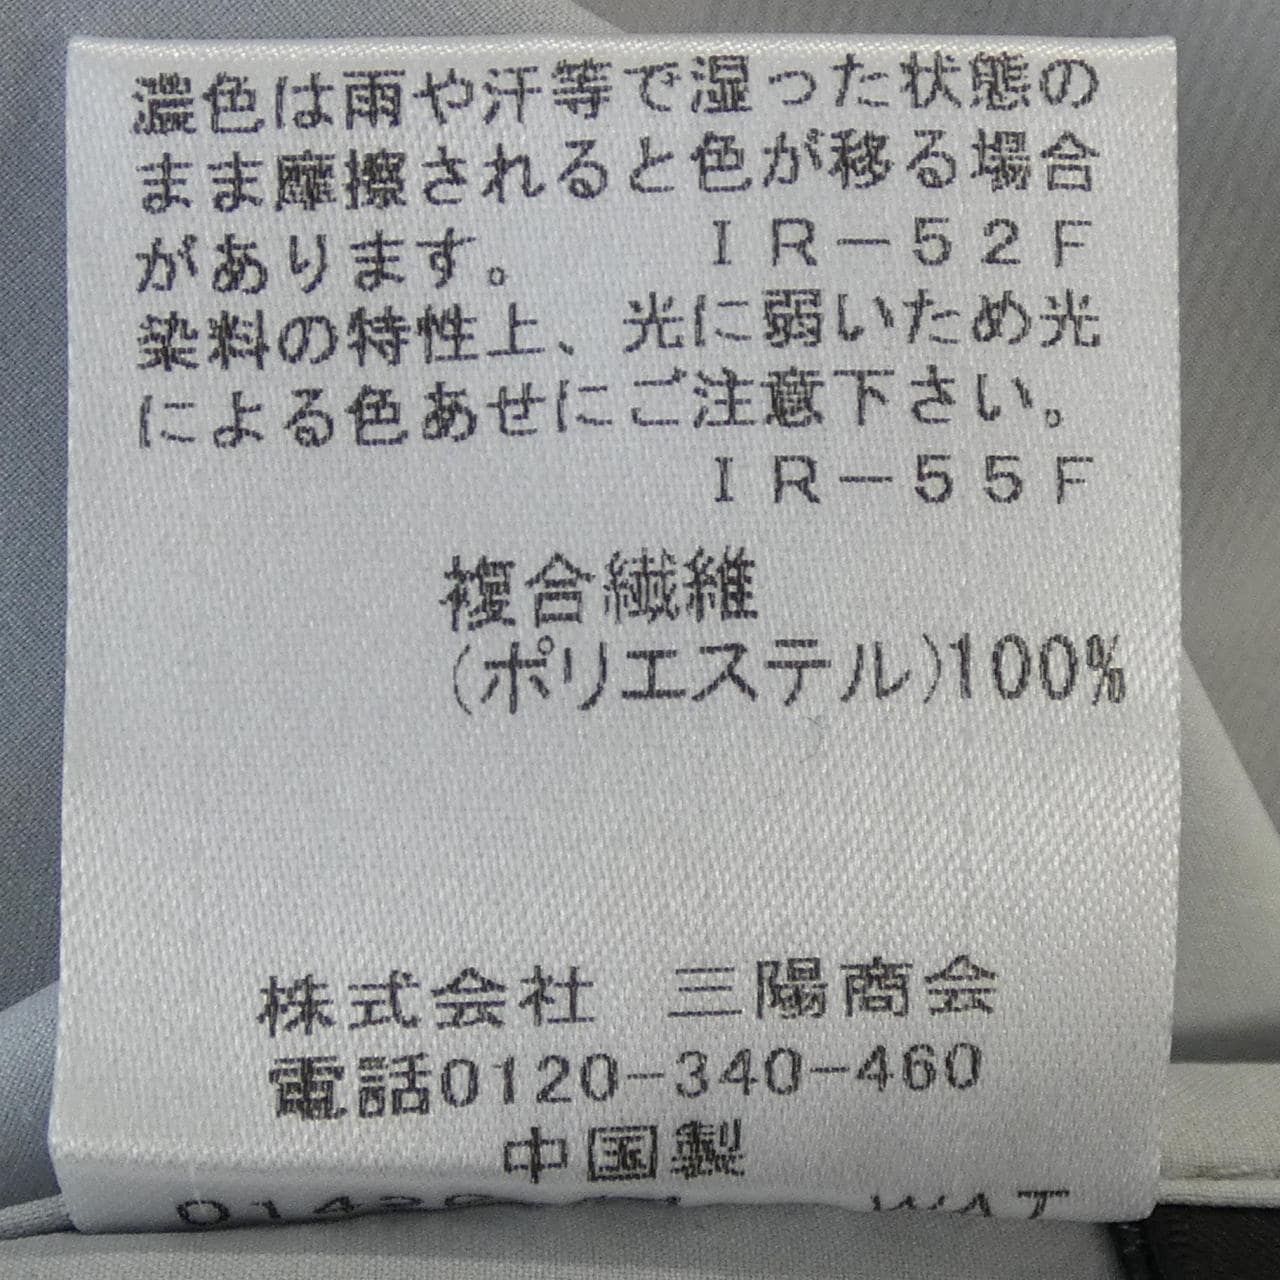 濃色は雨や汗等で湿った状態の
まま摩擦されると色が移る場合
があります。 IR-52F
染料の特性上、光に弱いため光
による色あせにご注意下さい。
IR-55F
複合繊維
(ポリエステル)100%
株式会社 三陽商会
電話0120-340-460
中国製